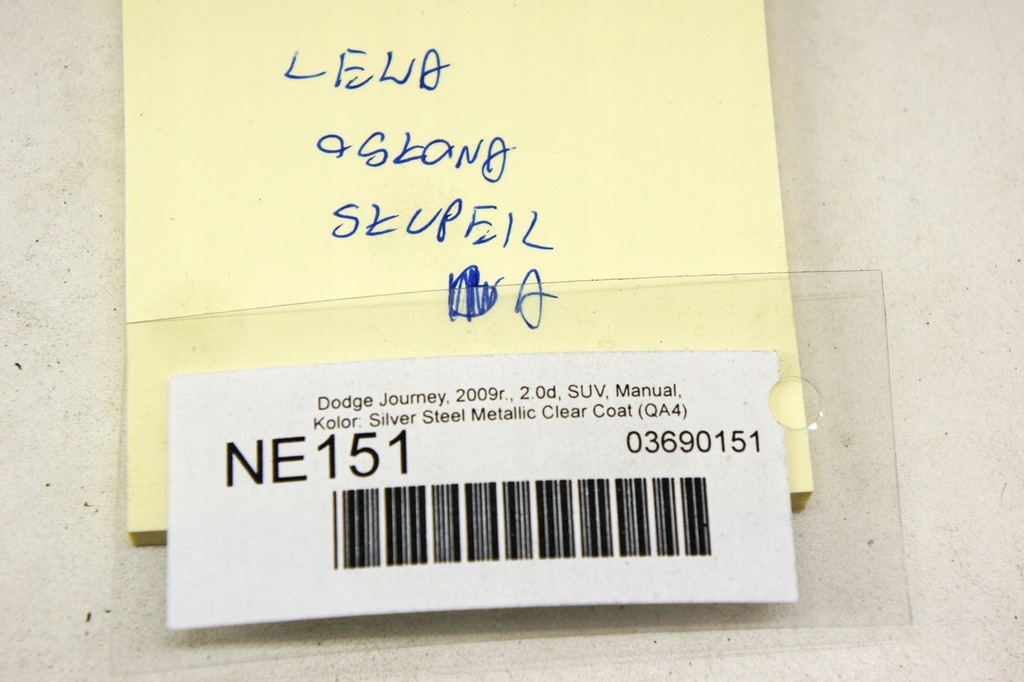 LEWA
OSŁONA
SŁUPEK
A
Dodge Journey, 2009r., 2.0d, SUV, Manual,
Kolor: Silver Steel Metallic Clear Coat (QA4)
NE151 03690151